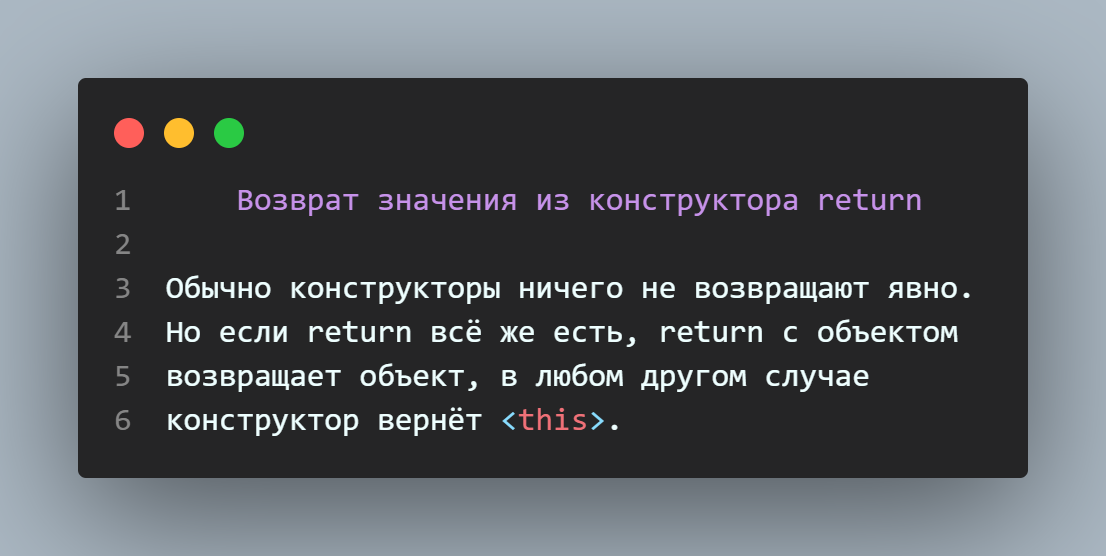 1 Возврат значения из конструктора return
2
3 Обычно конструкторы ничего не возвращают явно.
4 Но если return всё же есть, return с объектом
5 возвращает объект, в любом другом случае
6 конструктор вернёт <this>.